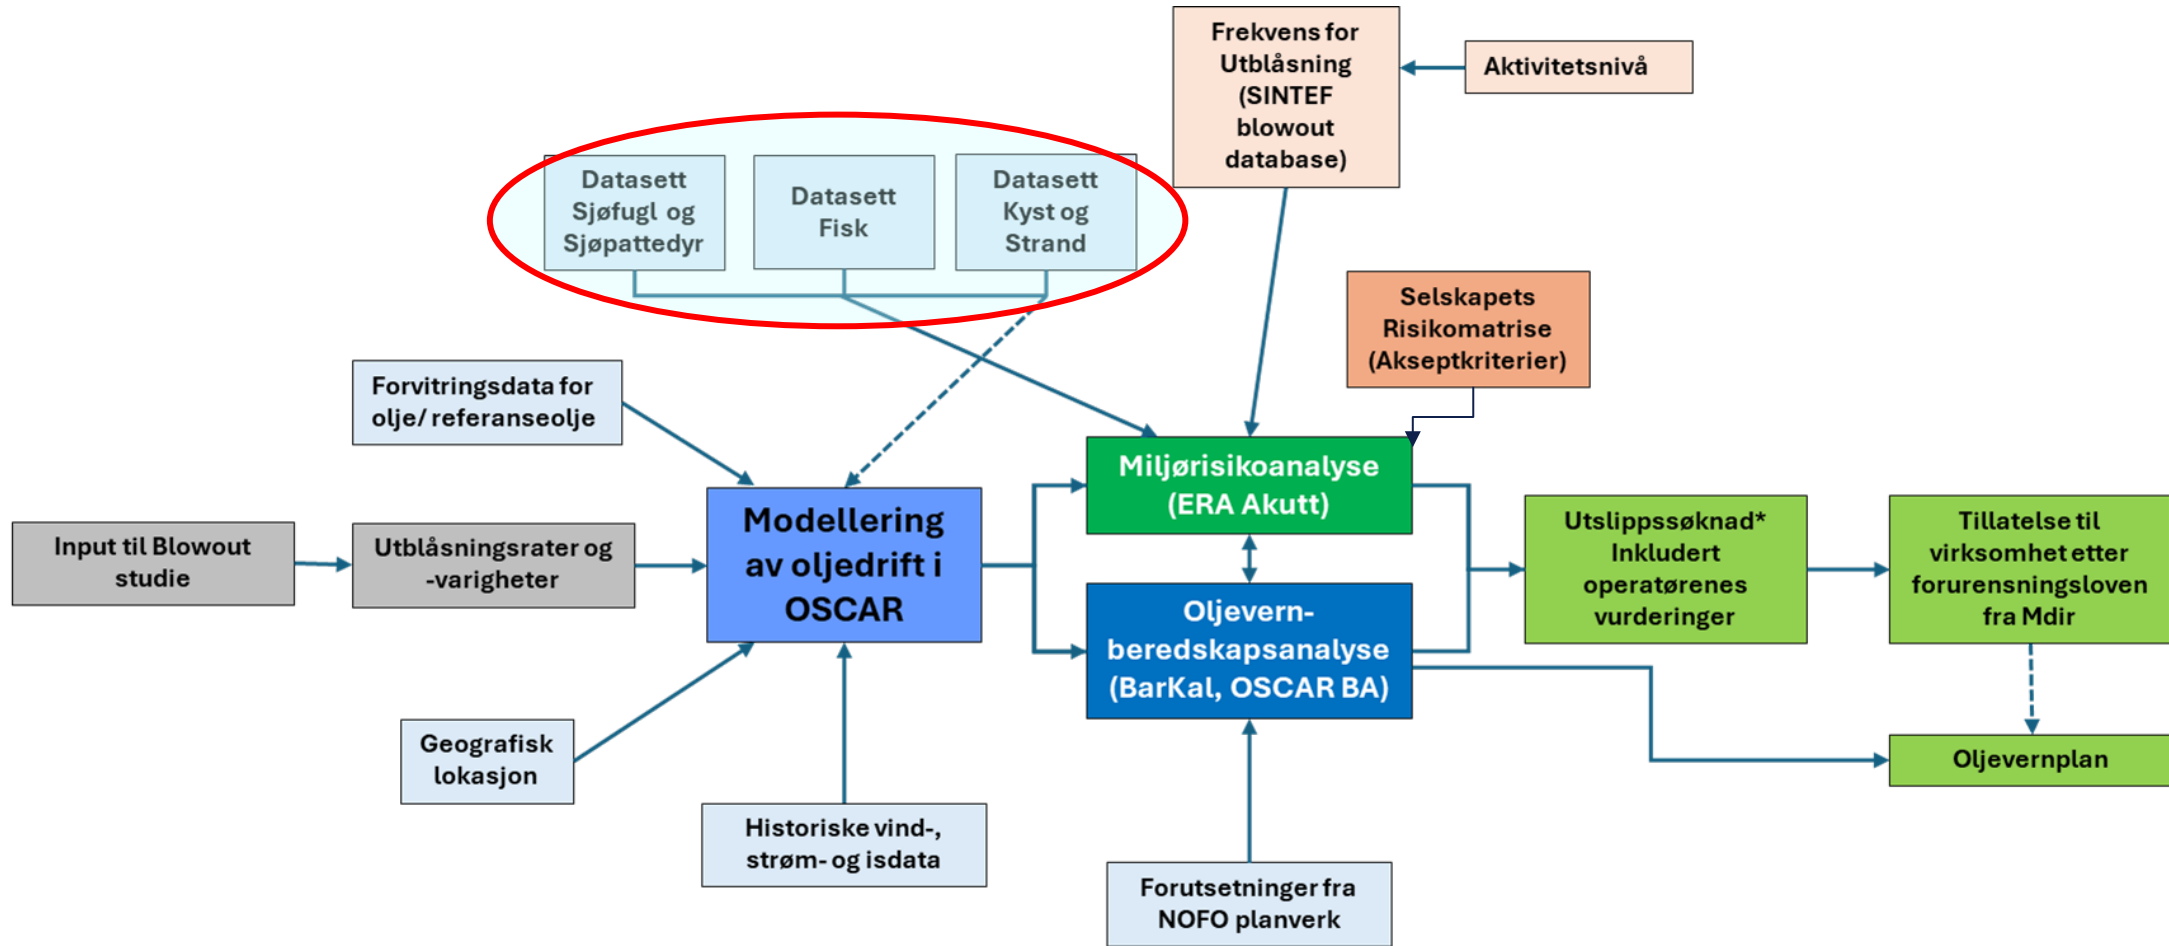 Frekvens for
Utblåsning
(SINTEF
blowout
database)
Aktivitetsnivå
Datasett
Sjøfugl og
Sjøpattedyr
Datasett
Fisk
Datasett
Kyst og
Strand
Selskapets
Risikomatrise
(Akseptkriterier)
Forvitringsdata for
olje/ referanseolje
Input til Blowout
studie
Utblåsningsrater og
-varigheter
Modellering
av oljedrift i
OSCAR
Miljørisikoanalyse
(ERA Akutt)
Oljevern-
beredskapsanalyse
(BarKal, OSCAR BA)
Utslippssøknad*
Inkludert
operatørenes
vurderinger
Tillatelse til
virksomhet etter
forurensningsloven
fra Mdir
Oljevernplan
Geografisk
lokasjon
Historiske vind-,
strøm- og isdata
Forutsetninger fra
NOFO planverk